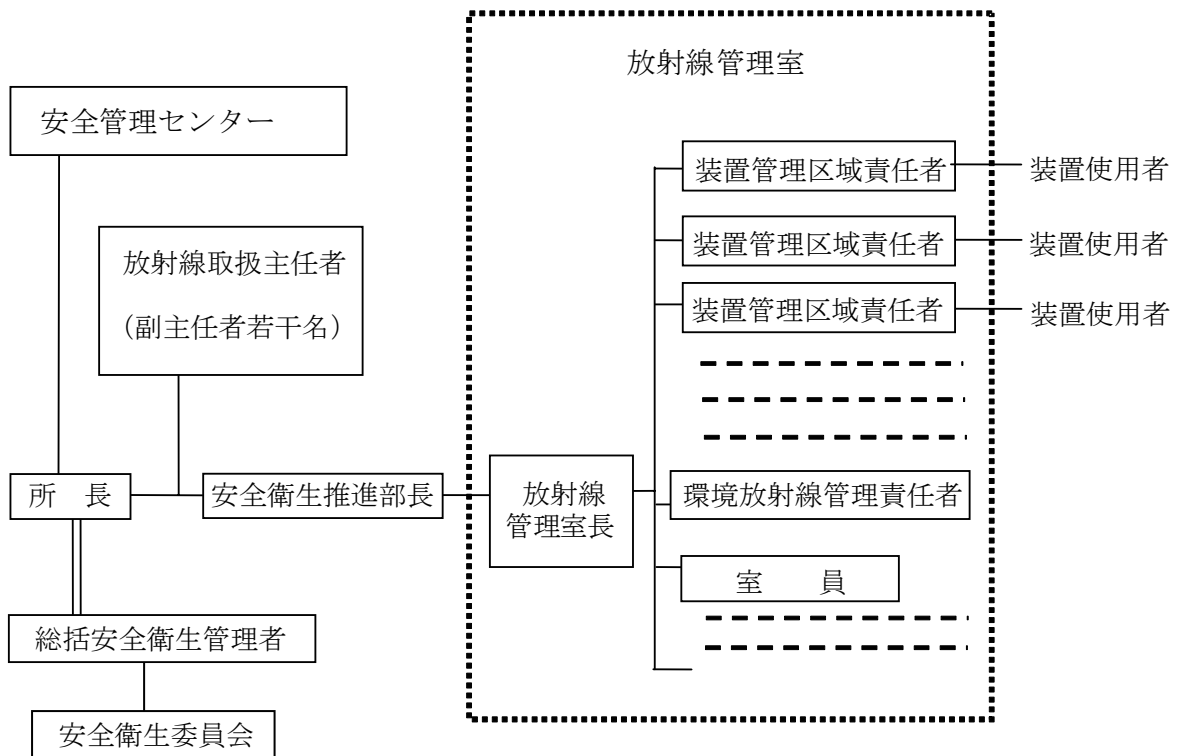 放射線管理室
安全管理センター
装置管理区域責任者
装置使用者
装置管理区域責任者
装置使用者
放射線取扱主任者
(副主任者若干名)
装置管理区域責任者
装置使用者
所　長
安全衛生推進部長
放射線
管理室長
環境放射線管理責任者
室　　員
総括安全衛生管理者
安全衛生委員会